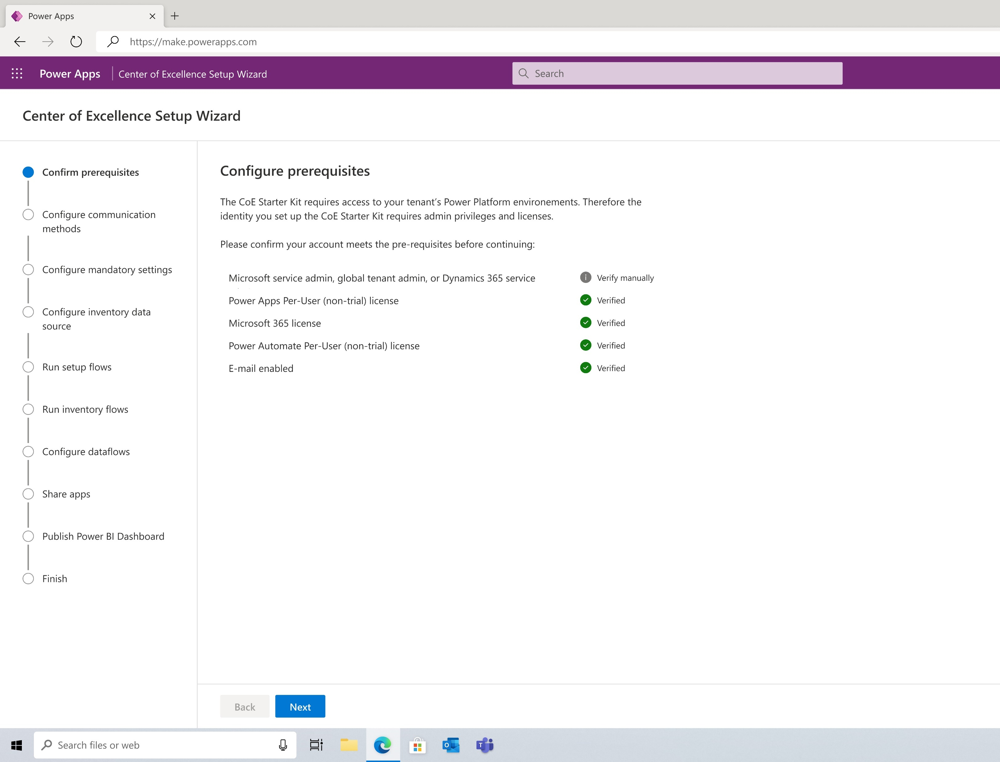 Power Apps
https://make.powerapps.com
Power Apps
Center of Excellence Setup Wizard
Search
Center of Excellence Setup Wizard
Confirm prerequisites
Configure communication
methods
Configure mandatory settings
Configure inventory data
source
Run setup flows
Run inventory flows
Configure dataflows
Share apps
Publish Power BI Dashboard
Finish
Configure prerequisites
The CoE Starter Kit requires access to your tenant’s Power Platform environements. Therefore the
identity you set up the CoE Starter Kit requires admin privileges and licenses.
Please confirm your account meets the pre-requisites before continuing:
Microsoft service admin, global tenant admin, or Dynamics 365 service
Verify manually
Power Apps Per-User (non-trial) license
Verified
Microsoft 365 license
Verified
Power Automate Per-User (non-trial) license
Verified
E-mail enabled
Verified
Back
Next
Search files or web